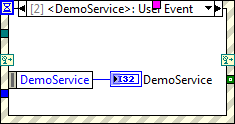 [2] <DemoService>: User Event
DemoService
I32
DemoService